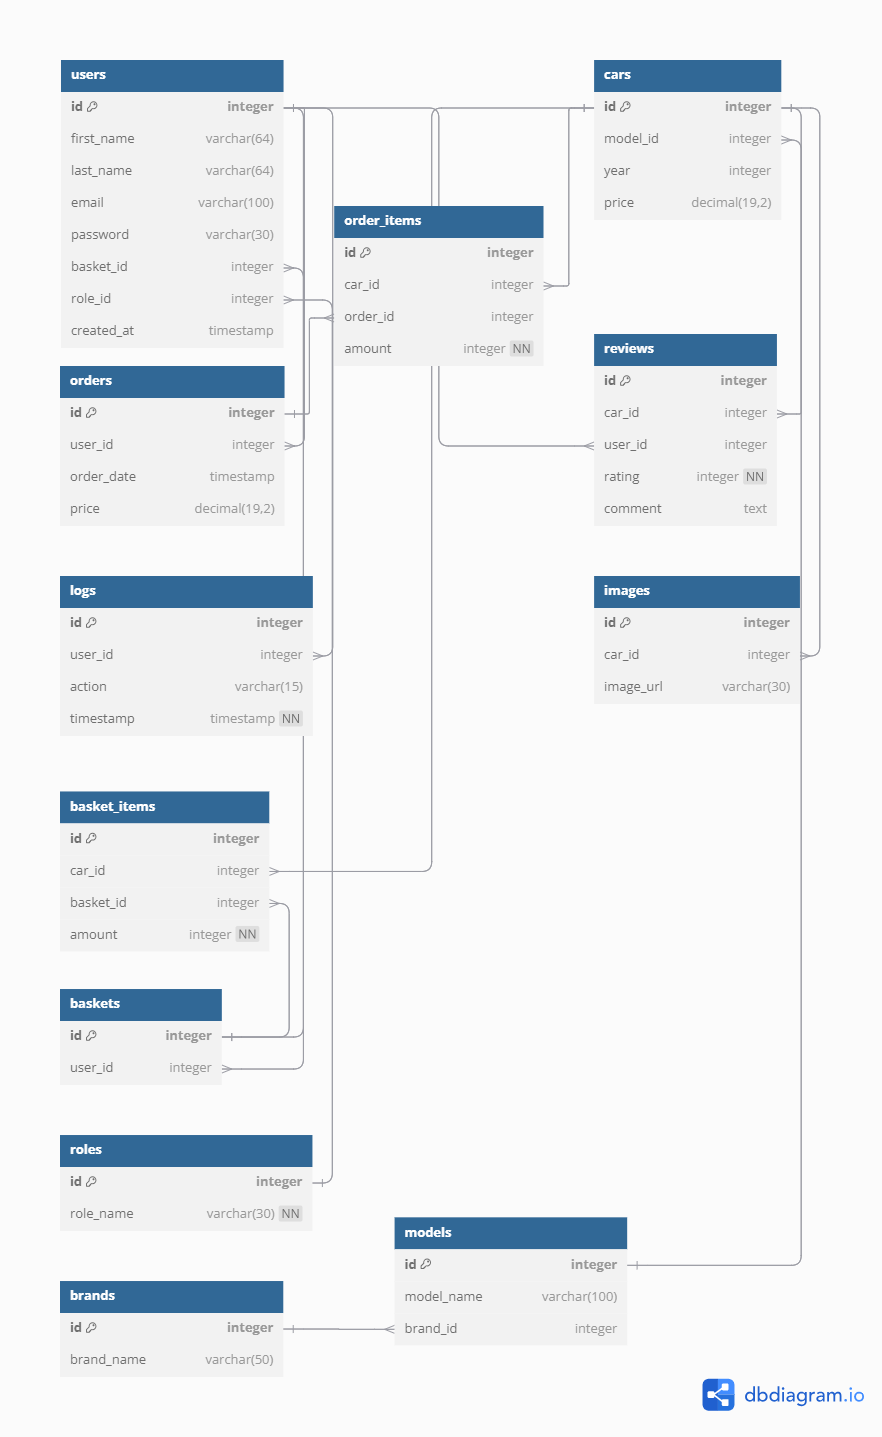 users
id integer
first_name varchar(64)
last_name varchar(64)
email varchar(100)
password varchar(30)
basket_id integer
role_id integer
created_at timestamp
cars
id integer
model_id integer
year integer
price decimal(19,2)
order_items
id integer
car_id integer
order_id integer
amount integer NN
orders
id integer
user_id integer
order_date timestamp
price decimal(19,2)
reviews
id integer
car_id integer
user_id integer
rating integer NN
comment text
logs
id integer
user_id integer
action varchar(15)
timestamp timestamp NN
images
id integer
car_id integer
image_url varchar(30)
basket_items
id integer
car_id integer
basket_id integer
amount integer NN
baskets
id integer
user_id integer
roles
id integer
role_name varchar(30) NN
models
id integer
model_name varchar(100)
brand_id integer
brands
id integer
brand_name varchar(50)
dbdiagram.io